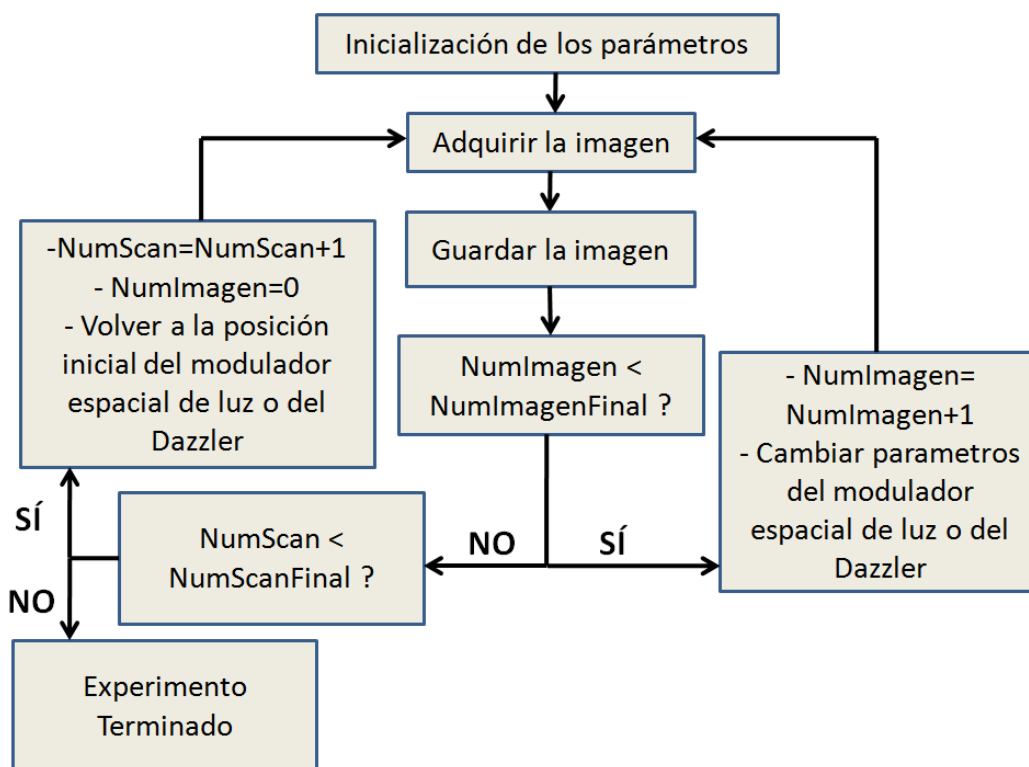 Inicialización de los parámetros
Adquirir la imagen
Guardar la imagen
NumImagen <
NumImagenFinal ?
-NumScan=NumScan+1
- NumImagen=0
- Volver a la posición
inicial del modulador
espacial de luz o del
Dazzler
- NumImagen=
NumImagen+1
- Cambiar parametros
del modulador
espacial de luz o del
Dazzler
SÍ
NO
NumScan <
NumScanFinal ?
NO
SÍ
Experimento
Terminado